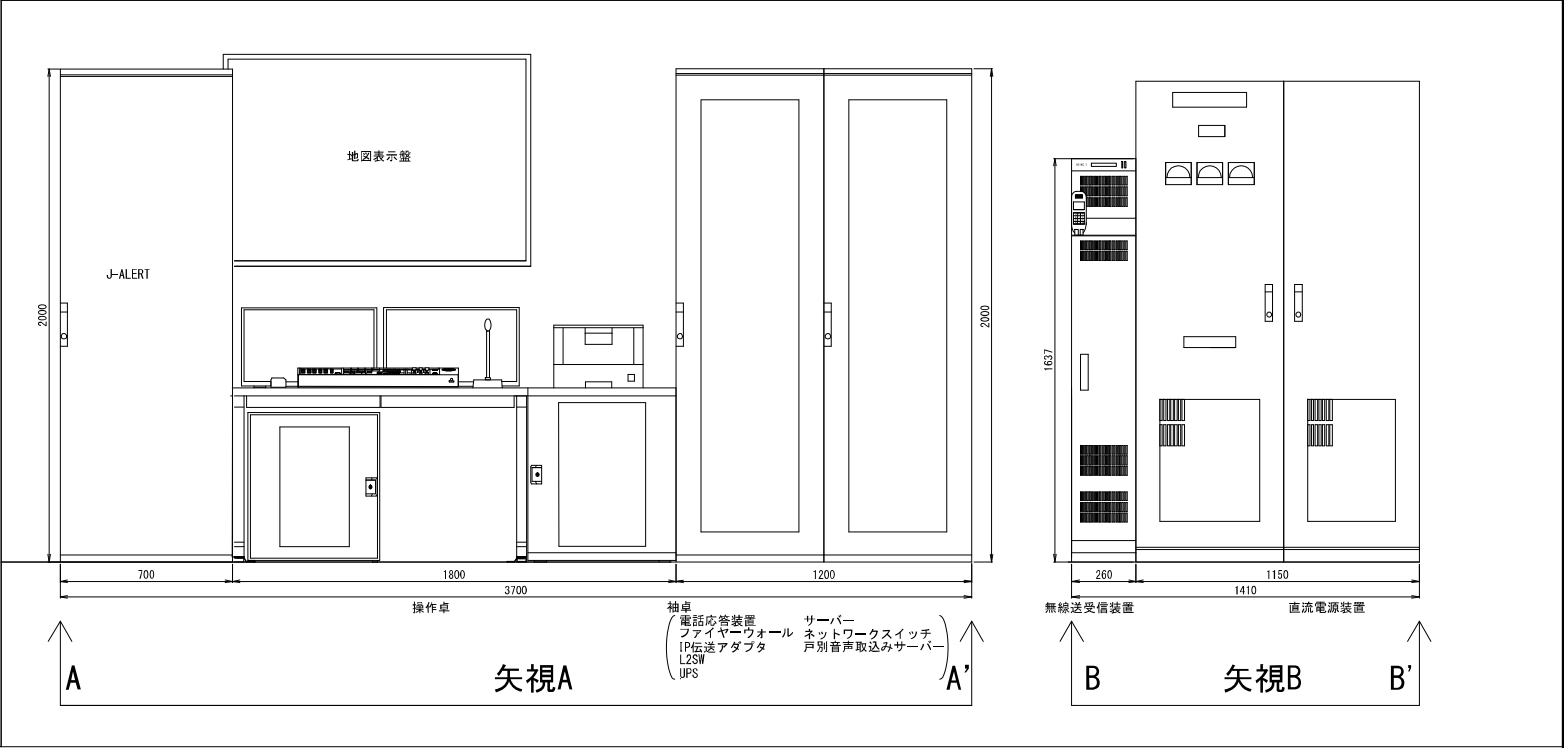 地図表示盤
J-ALERT
2000
2000
1637
700
1800
1200
3700
操作卓
袖卓
電話応答装置
ファイヤーウォール
IP伝送アダプタ
L2SW
UPS
サーバー
ネットワークスイッチ
戸別音声取込みサーバー
A
矢視A
A'
260
1150
1410
無線送受信装置
直流電源装置
B
矢視B
B'